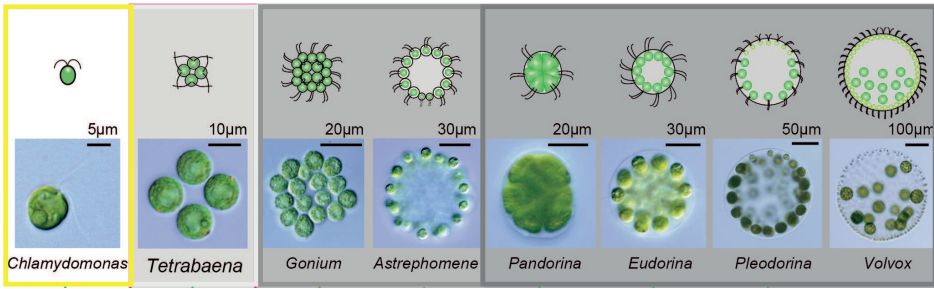 5μm
10μm
20μm
30μm
20μm
30μm
50μm
100μm
Chlamydomonas
Tetrabaena
Gonium
Astrephomene
Pandorina
Eudorina
Pleodorina
Volvox